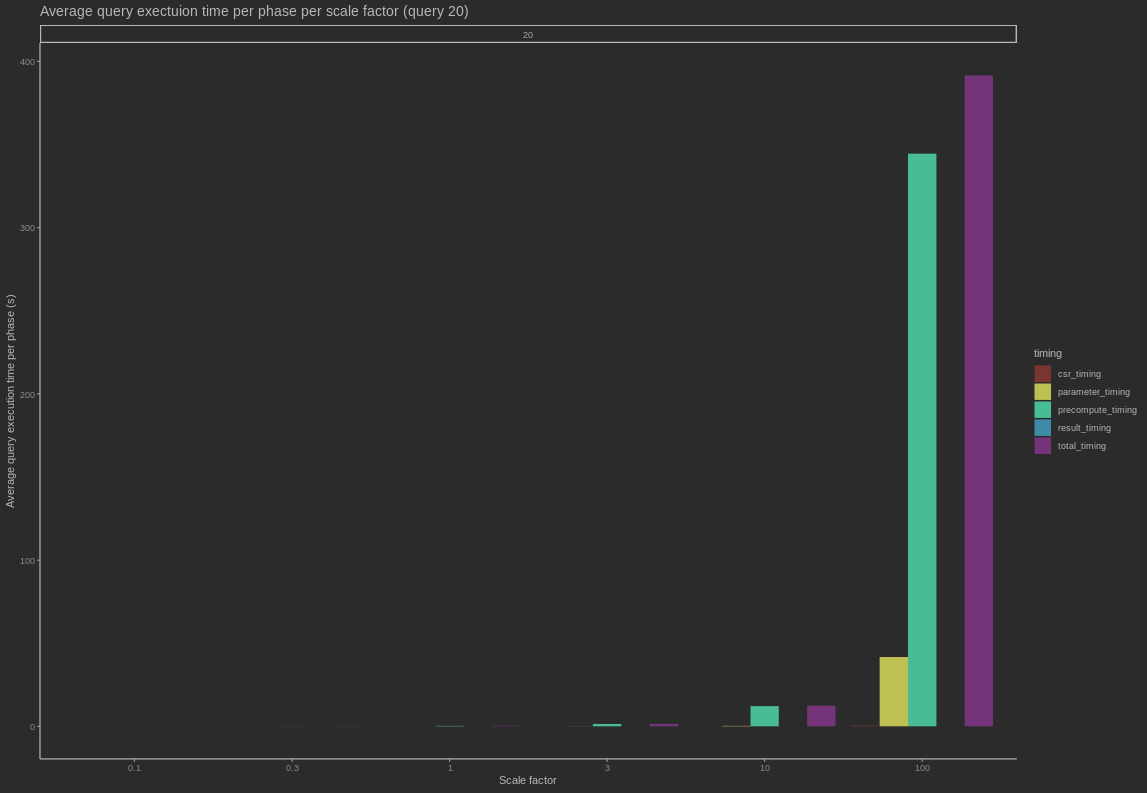 Average query exectuion time per phase per scale factor (query 20)
20
400
300
200
100
0
Average query execution time per phase (s)
0.1
0.3
1
3
10
100
Scale factor
timing
csr_timing
parameter_timing
precompute_timing
result_timing
total_timing